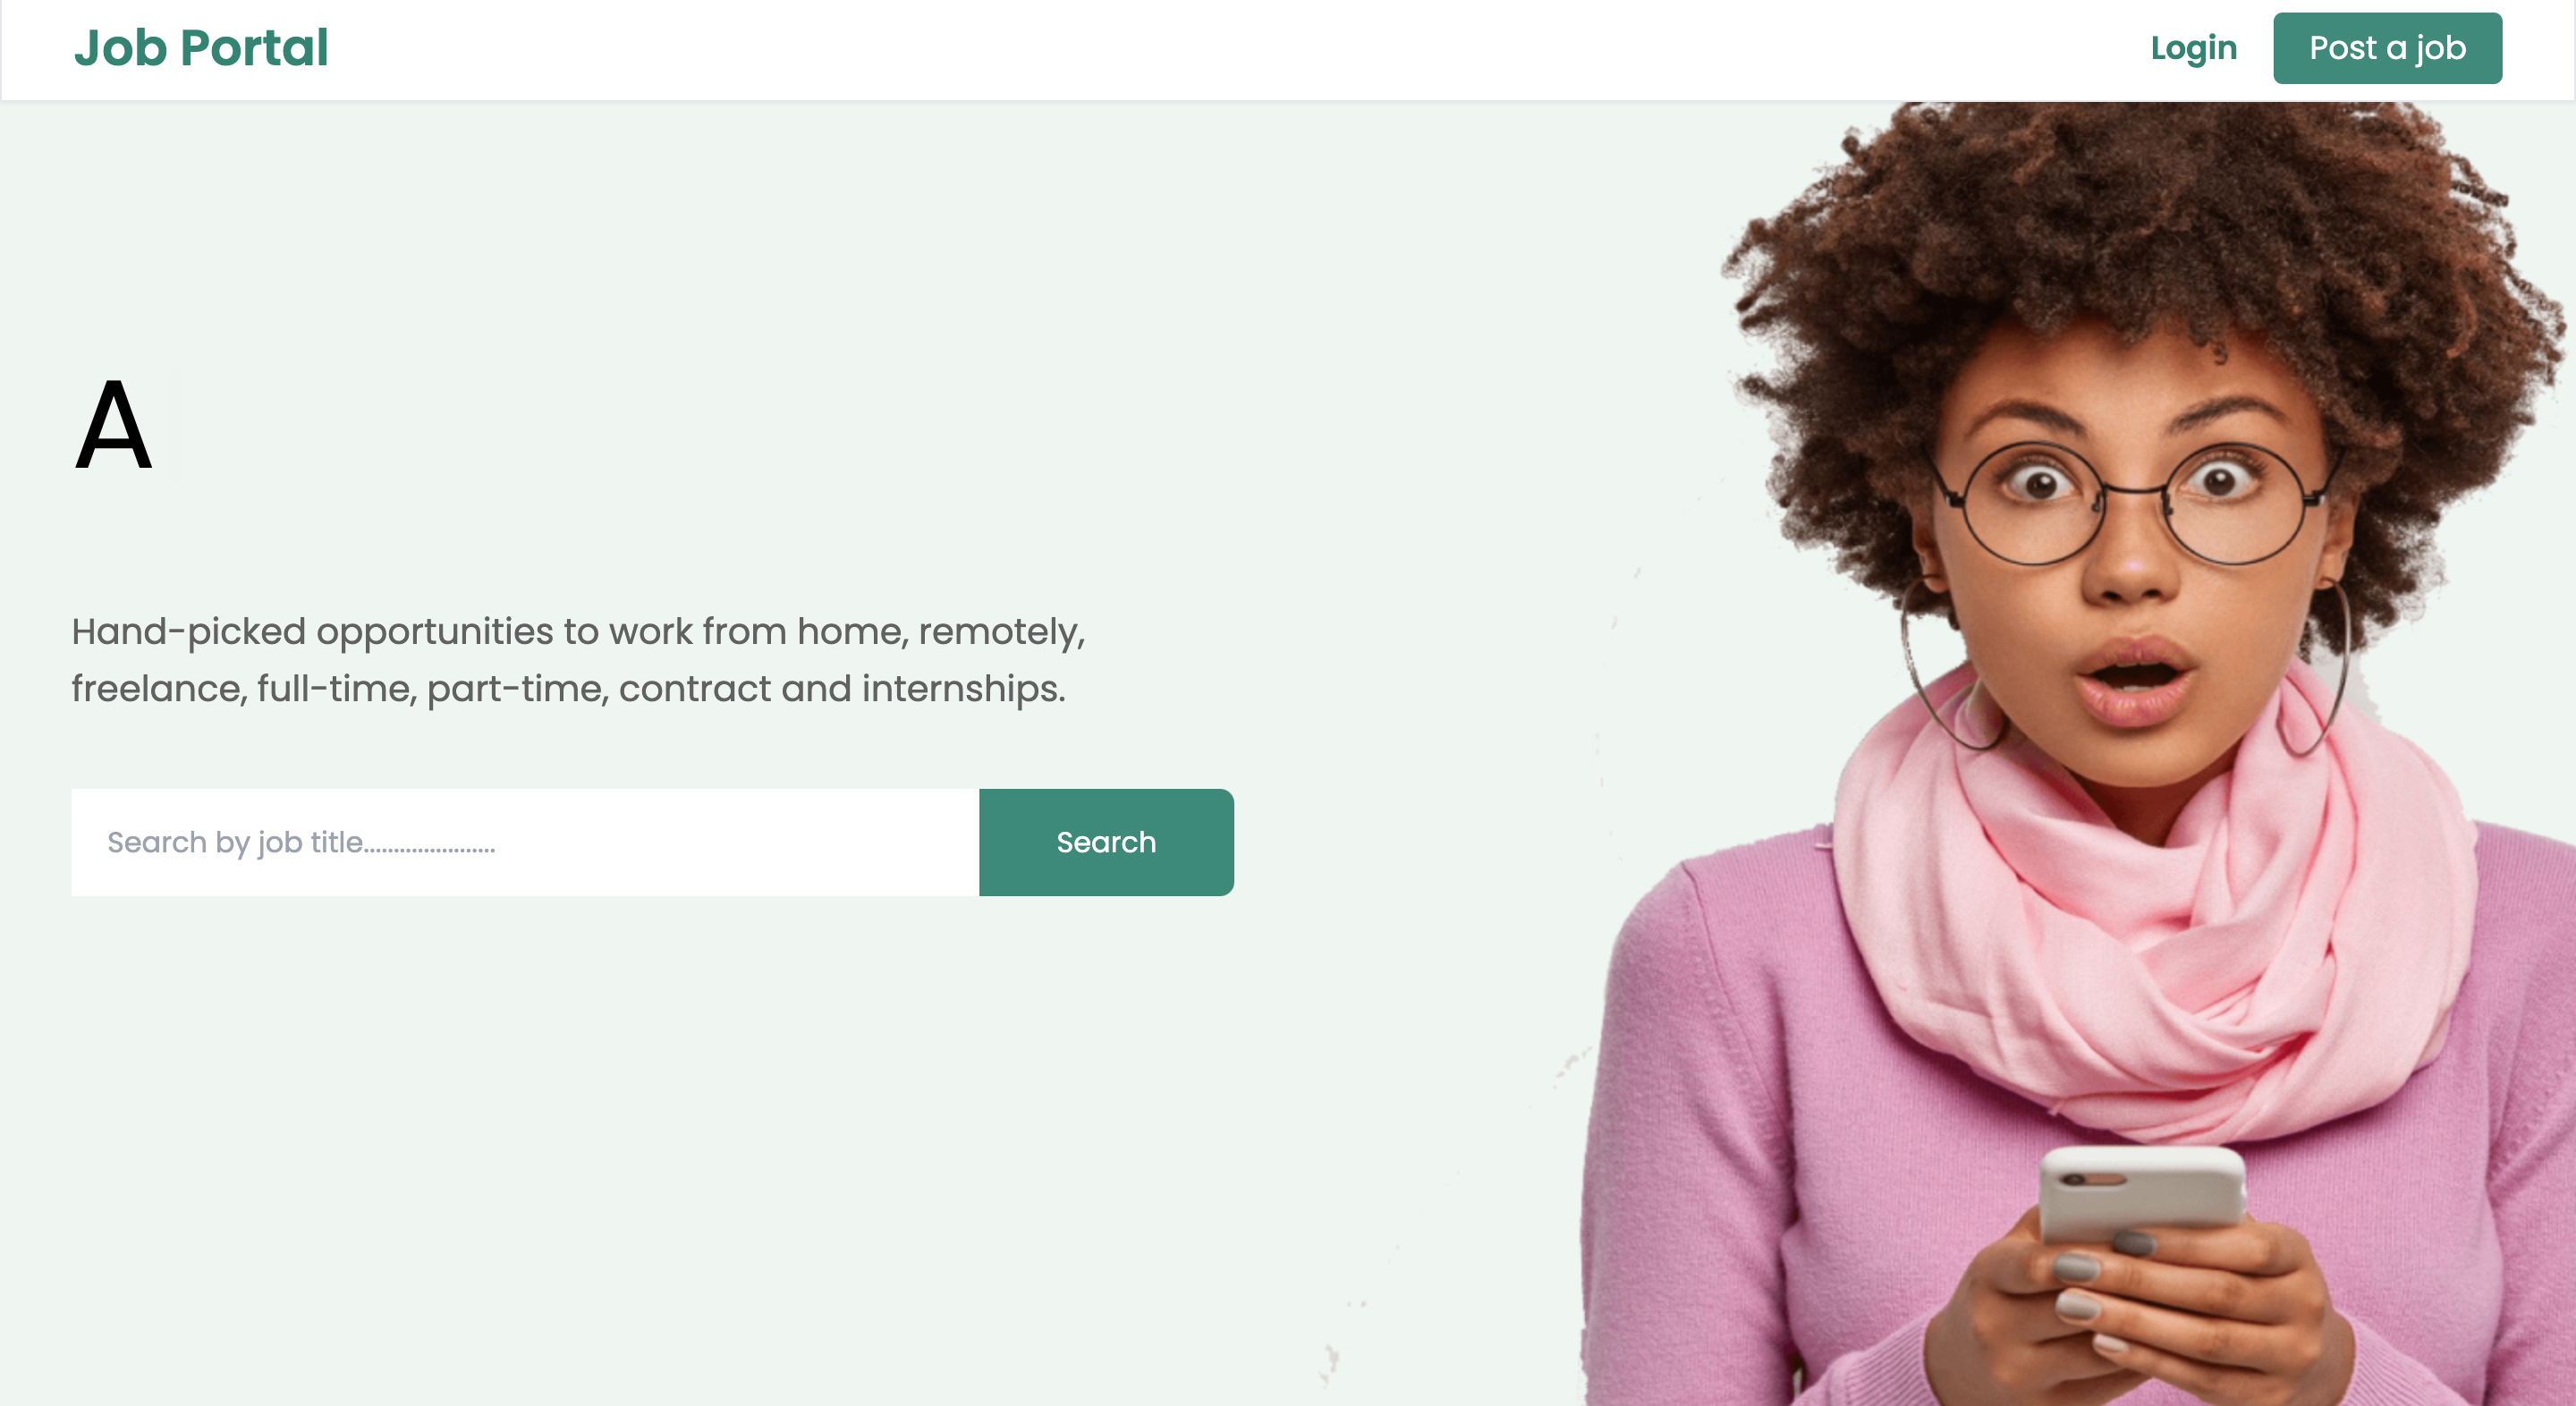 Job Portal
Login
Post a job
A
Hand-picked opportunities to work from home, remotely,
freelance, full-time, part-time, contract and internships.
Search by job title......................
Search